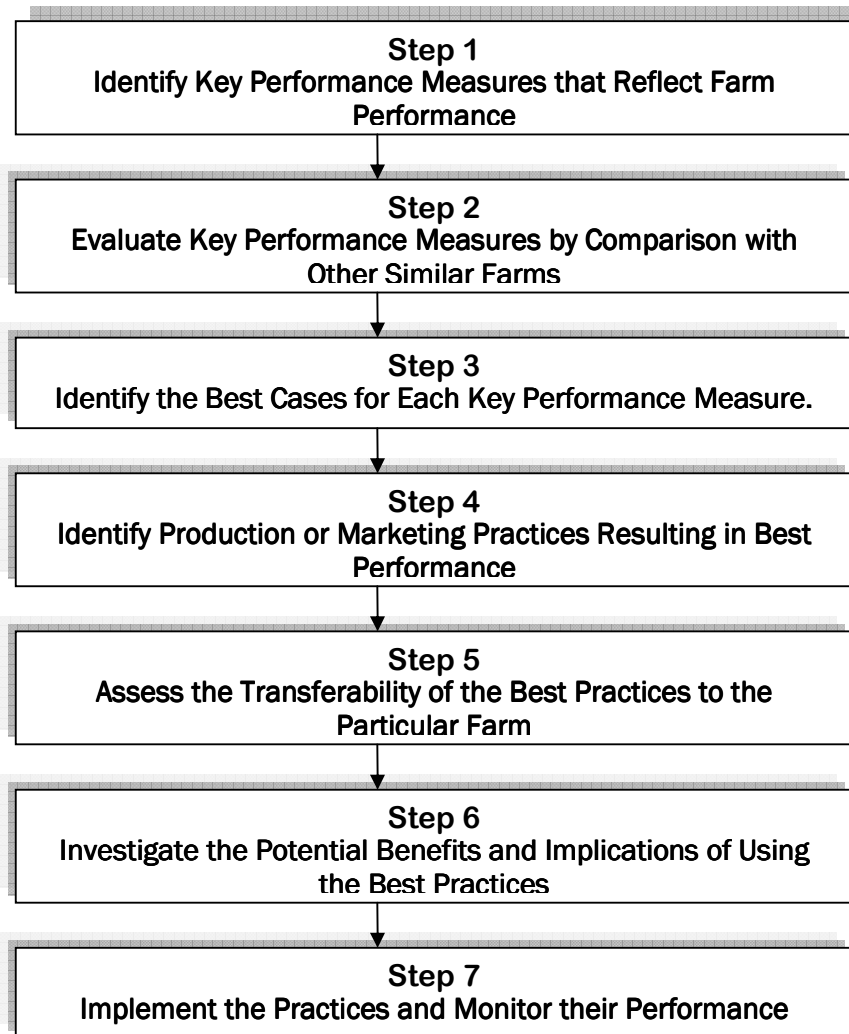 Step 1
Identify Key Performance Measures that Reflect Farm
Performance
Step 2
Evaluate Key Performance Measures by Comparison with
Other Similar Farms
Step 3
Identify the Best Cases for Each Key Performance Measure.
Step 4
Identify Production or Marketing Practices Resulting in Best
Performance
Step 5
Assess the Transferability of the Best Practices to the
Particular Farm
Step 6
Investigate the Potential Benefits and Implications of Using
the Best Practices
Step 7
Implement the Practices and Monitor their Performance